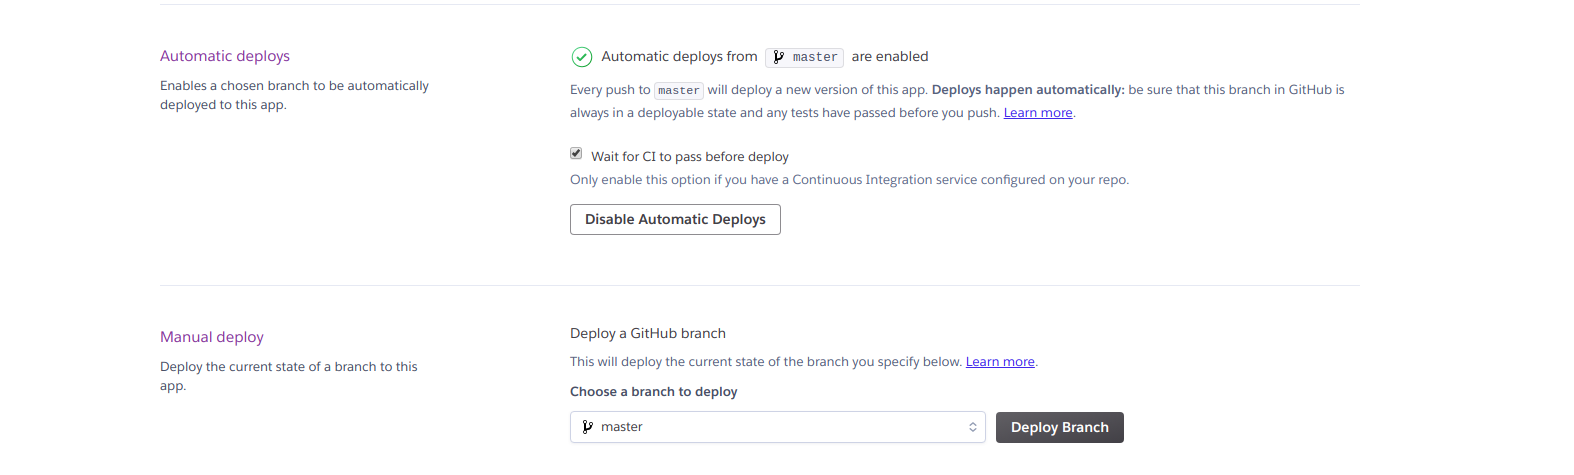 Automatic deploys
Enables a chosen branch to be automatically
deployed to this app.
Automatic deploys from master are enabled
Every push to master will deploy a new version of this app. Deploys happen automatically: be sure that this branch in GitHub is
always in a deployable state and any tests have passed before you push. Learn more.
Wait for CI to pass before deploy
Only enable this option if you have a Continuous Integration service configured on your repo.
Disable Automatic Deploys
Manual deploy
Deploy the current state of a branch to this
app.
Deploy a GitHub branch
This will deploy the current state of the branch you specify below. Learn more.
Choose a branch to deploy
master
Deploy Branch